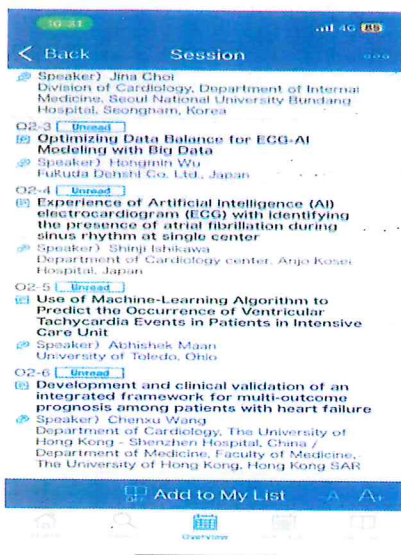 10:31
4G 85
Back Session
Speaker) Jina Choi
Division of Cardiology, Department of Internal
Medicine, Seoul National University Bundang
Hospital, Seongnam, Korea
O2-3 Unread
Optimizing Data Balance for ECG-AI
Modeling with Big Data
Speaker) Hongmin Wu
Fukuda Denshi Co. Ltd., Japan
O2-4 Unread
Experience of Artificial Intelligence (AI)
electrocardiogram (ECG) with identifying
the presence of atrial fibrillation during
sinus rhythm at single center
Speaker) Shinji Ishikawa
Department of Cardiology center, Anjo Kosei
Hospital, Japan
O2-5 Unread
Use of Machine-Learning Algorithm to
Predict the Occurrence of Ventricular
Tachycardia Events in Patients in Intensive
Care Unit
Speaker) Abhishek Maan
University of Toledo, Ohio
O2-6 Unread
Development and clinical validation of an
integrated framework for multi-outcome
prognosis among patients with heart failure
Speaker) Chenxu Wang
Department of Cardiology, The University of
Hong Kong - Shenzhen Hospital, China /
Department of Medicine, Faculty of Medicine,
The University of Hong Kong, Hong Kong SAR
Add to My List A A+
Overview